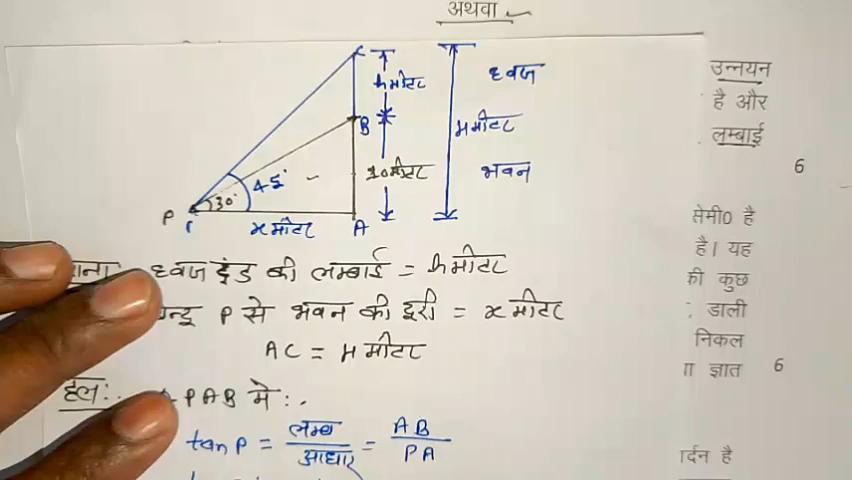 अथवा
उन्नयन
है और
लम्बाई
6
सेमी0 है
है। यह
की कुछ
डाली
निकल
ज्ञात 6
र्दन है
C
h मीटर
ध्वज
B
H मीटर
45°
10 मीटर
भवन
P
30°
x मीटर A
माना: ध्वज दंड की लम्बाई = h मीटर
न्दू P से भवन की दूरी = x मीटर
AC = H मीटर
हल:. PAB में :.
tan P = लम्ब / आधार = AB / PA